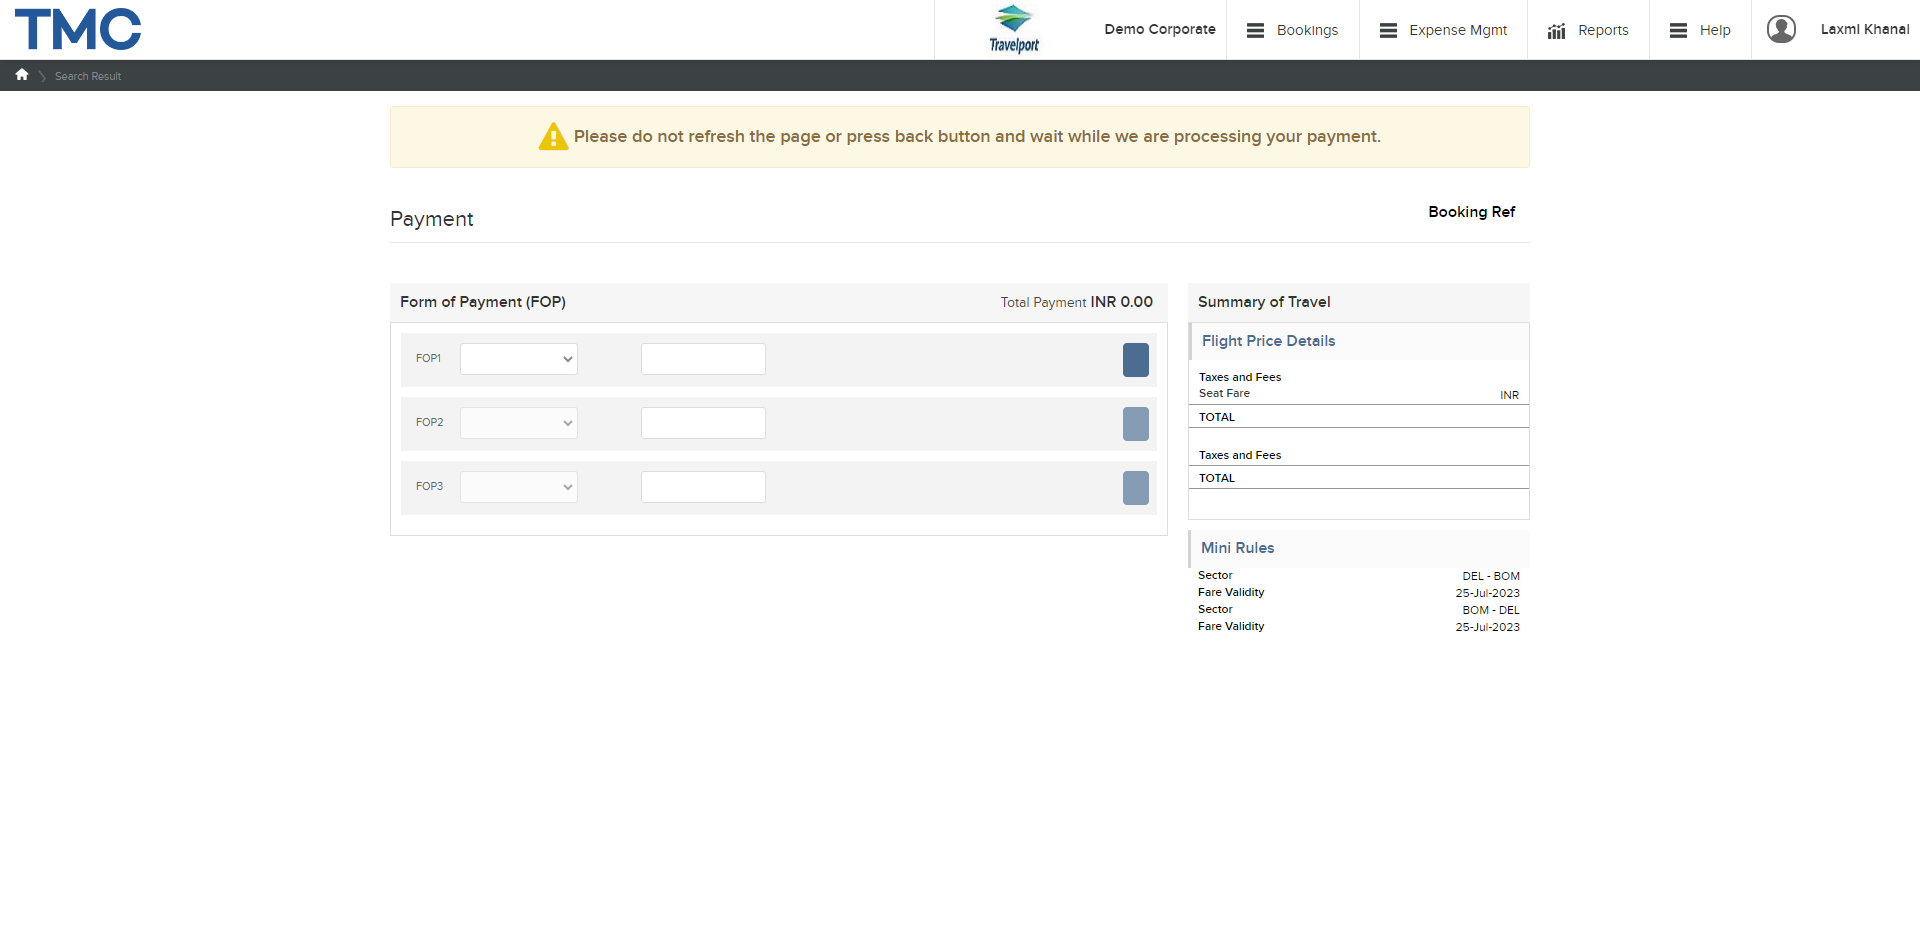 TMC
Travelport
Demo Corporate
Bookings
Expense Mgmt
Reports
Help
Laxmi Khanal
Search Result
Please do not refresh the page or press back button and wait while we are processing your payment.
Payment
Booking Ref
Form of Payment (FOP)
Total Payment INR 0.00
FOP1
FOP2
FOP3
Summary of Travel
Flight Price Details
Taxes and Fees
Seat Fare INR
TOTAL
Taxes and Fees
TOTAL
Mini Rules
Sector DEL - BOM
Fare Validity 25-Jul-2023
Sector BOM - DEL
Fare Validity 25-Jul-2023